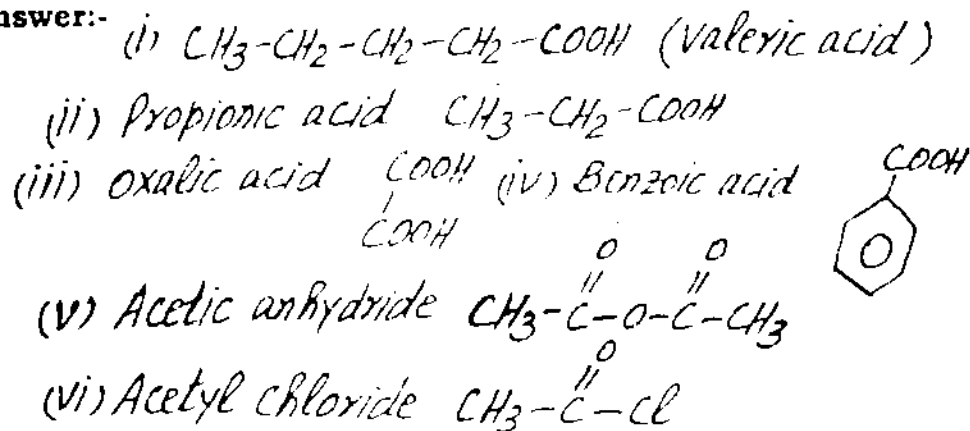 nswer:-
(i) CH3-CH2-CH2-CH2-COOH (valeric acid)
(ii) Propionic acid CH3-CH2-COOH
(iii) oxalic acid COOH (iv) Benzoic acid COOH
COOH
O O
(v) Acetic anhydride CH3-C-O-C-CH3
O
(vi) Acetyl chloride CH3-C-Cl